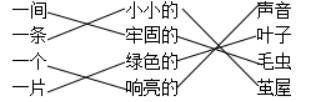 一间 小小的 声音
一条 牢固的 叶子
一个 绿色的 毛虫
一片 响亮的 茧屋